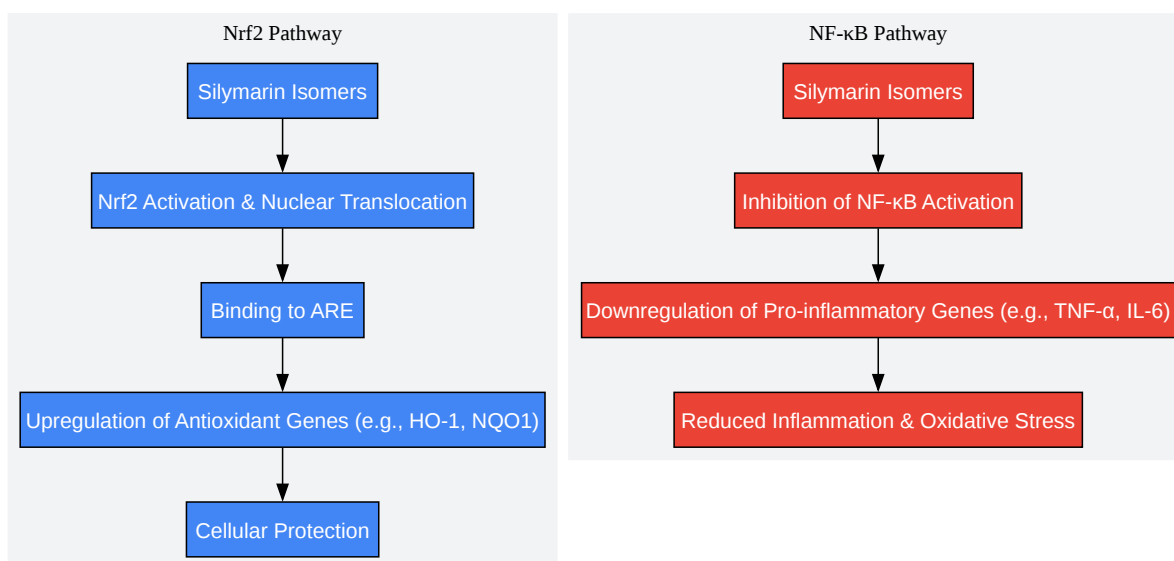 Nrf2 Pathway
Silymarin Isomers
Nrf2 Activation & Nuclear Translocation
Binding to ARE
Upregulation of Antioxidant Genes (e.g., HO-1, NQO1)
Cellular Protection
NF-κB Pathway
Silymarin Isomers
Inhibition of NF-κB Activation
Downregulation of Pro-inflammatory Genes (e.g., TNF-α, IL-6)
Reduced Inflammation & Oxidative Stress